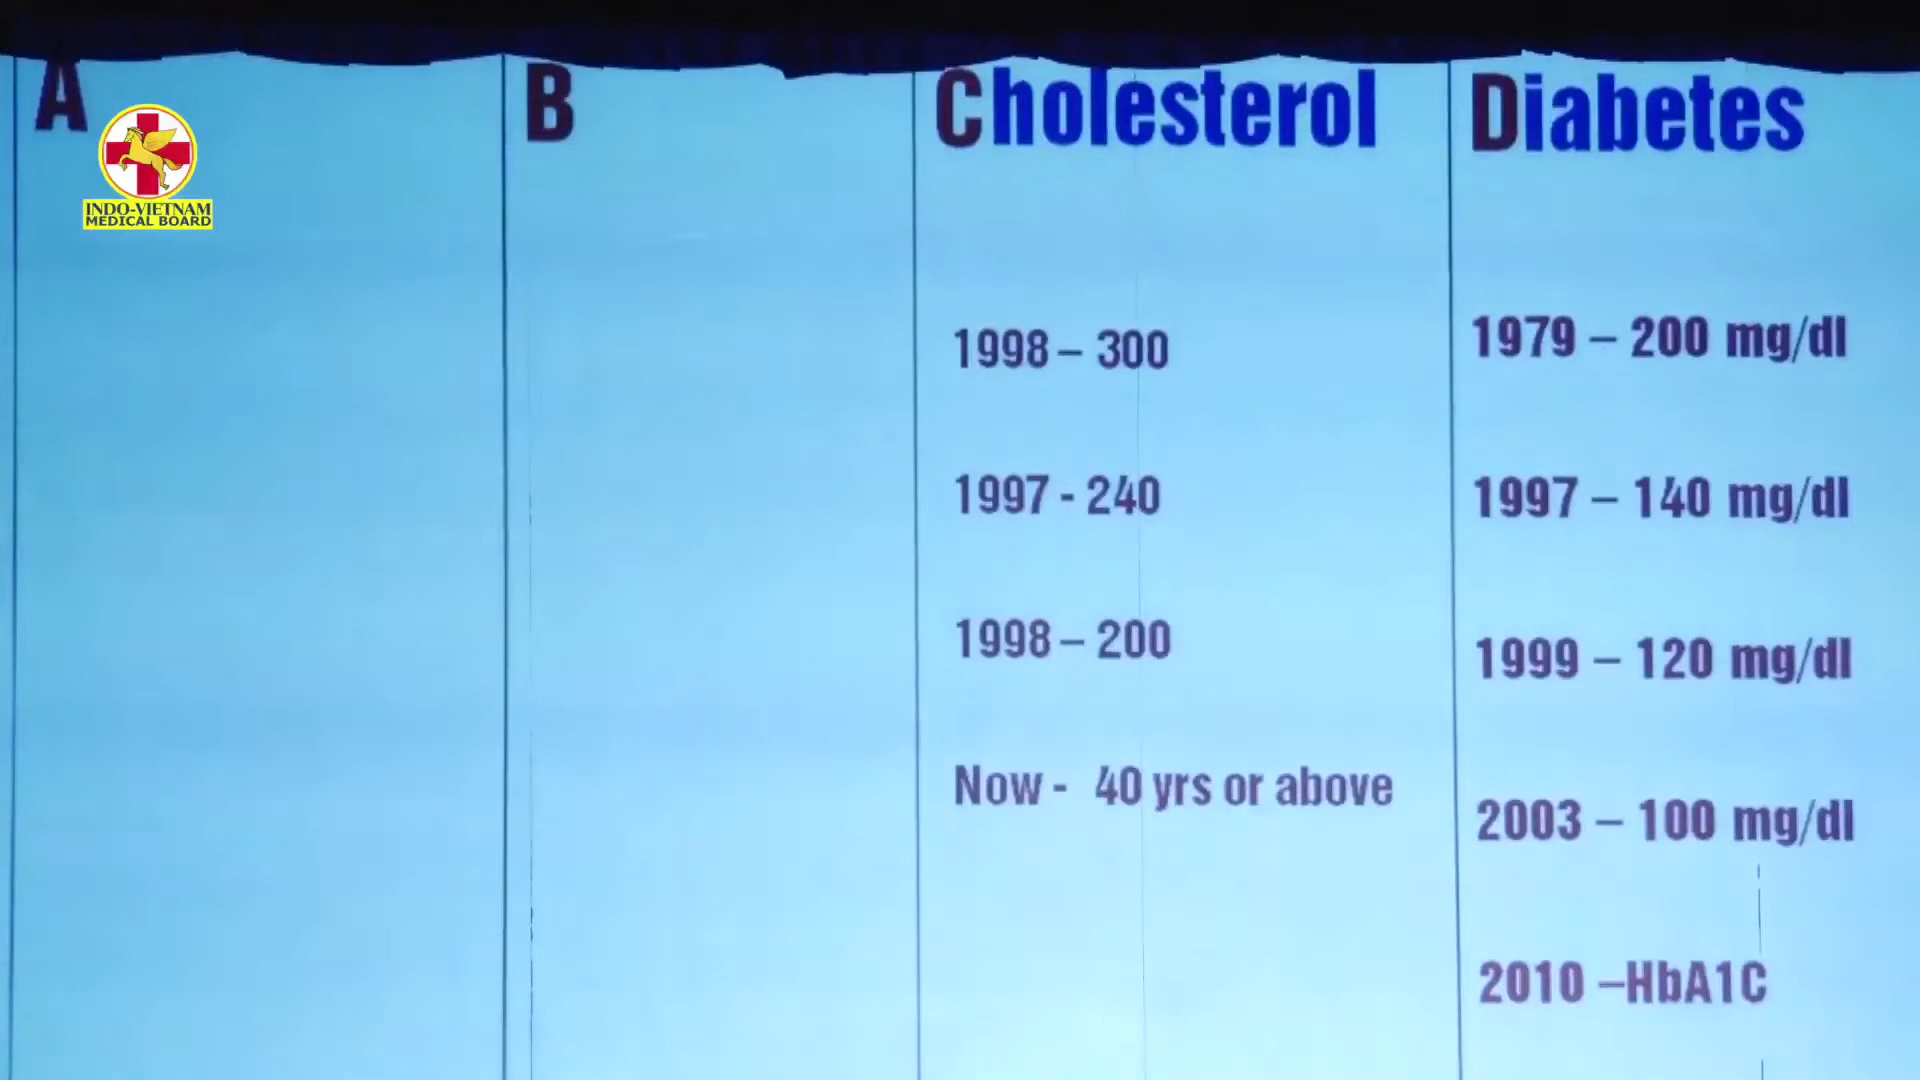 A
INDO-VIETNAM
MEDICAL BOARD
B
Cholesterol
1998 – 300
1997 - 240
1998 – 200
Now - 40 yrs or above
Diabetes
1979 – 200 mg/dl
1997 – 140 mg/dl
1999 – 120 mg/dl
2003 – 100 mg/dl
2010 –HbA1C